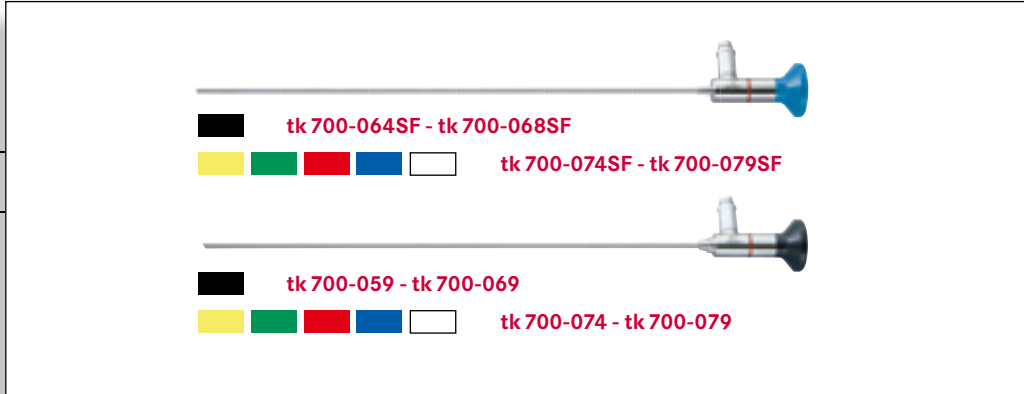 tk 700-064SF - tk 700-068SF
tk 700-074SF - tk 700-079SF
tk 700-059 - tk 700-069
tk 700-074 - tk 700-079